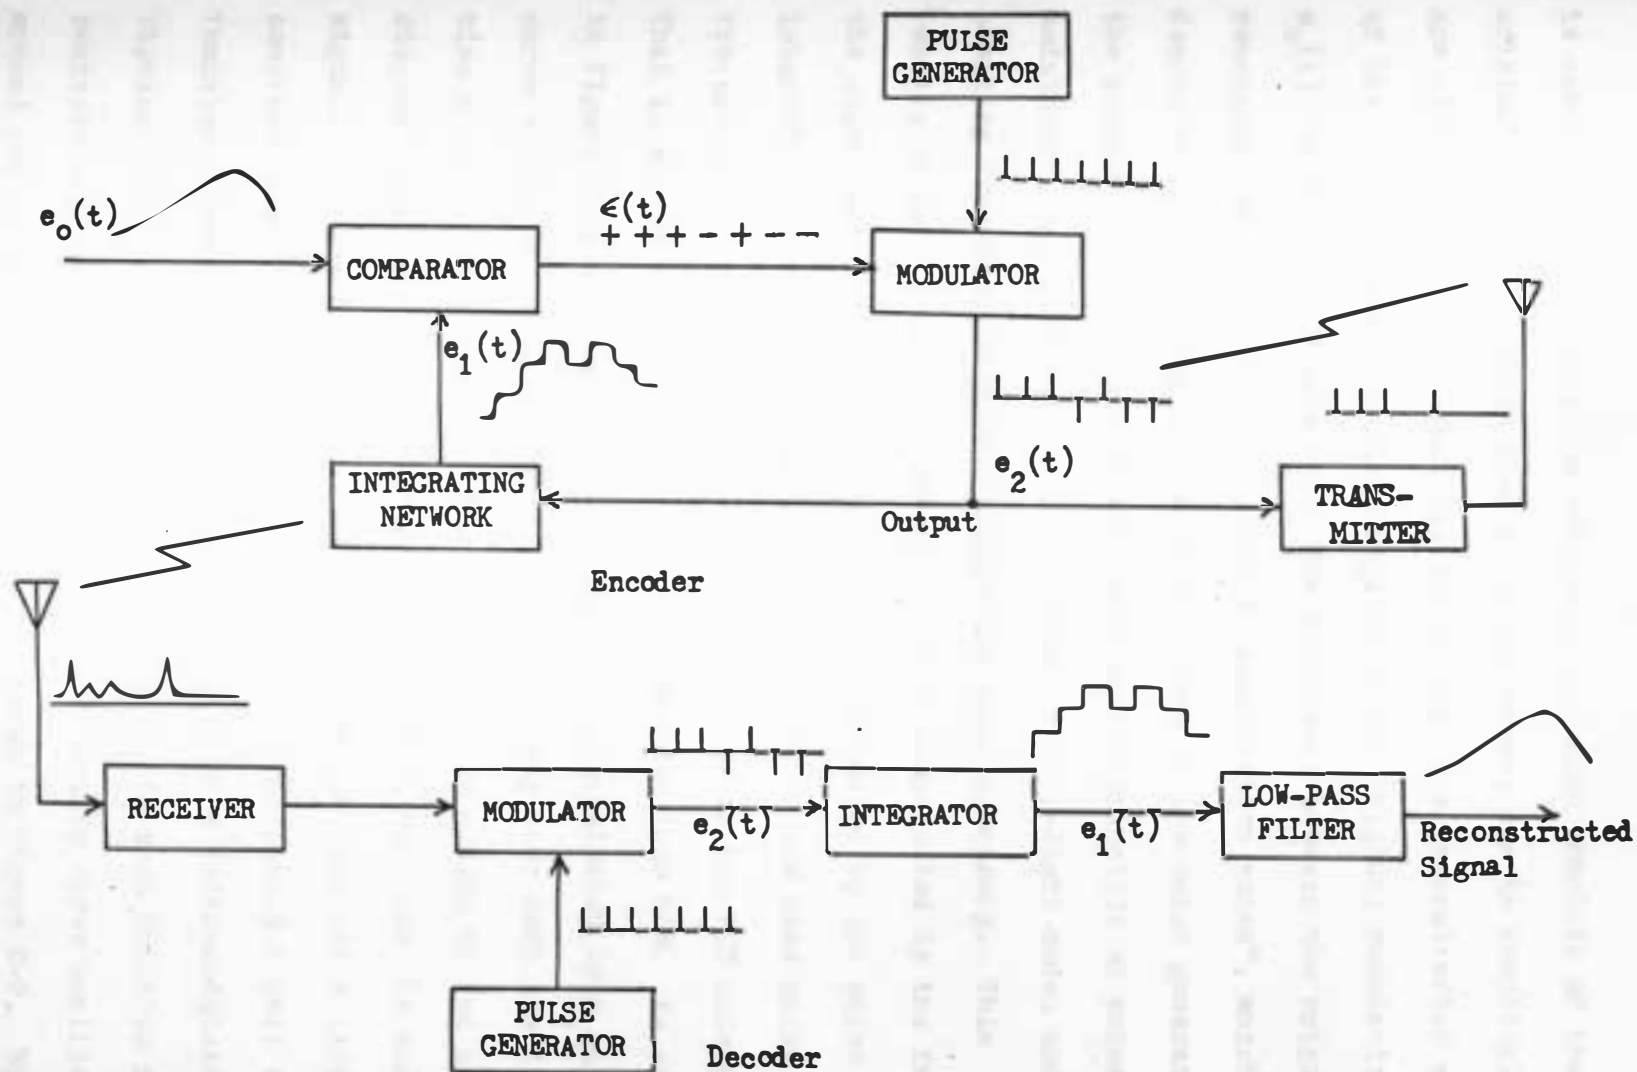 PULSE
GENERATOR
e₀(t)
ϵ(t)
+ + + - + - -
COMPARATOR
MODULATOR
e₁(t)
INTEGRATING
NETWORK
e₂(t)
Output
TRANS-
MITTER
Encoder
RECEIVER
MODULATOR
e₂(t)
INTEGRATOR
e₁(t)
LOW-PASS
FILTER
Reconstructed
Signal
PULSE
GENERATOR
Decoder